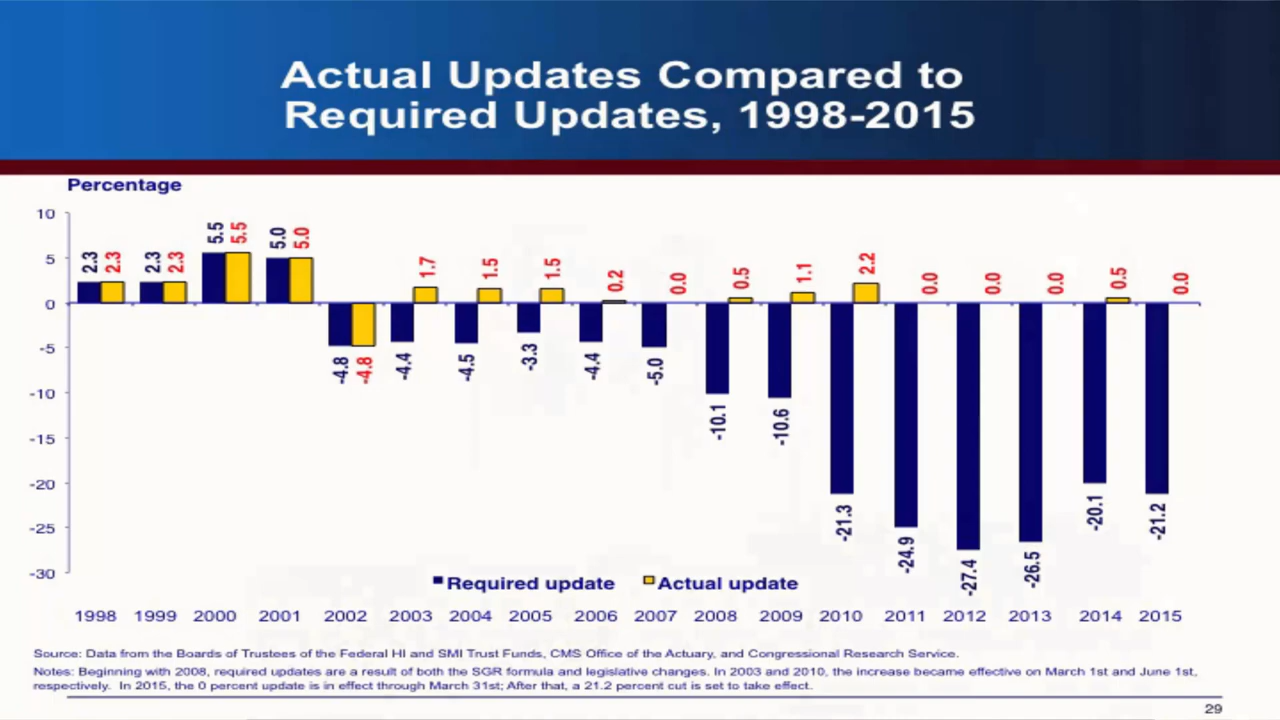 Actual Updates Compared to
Required Updates, 1998-2015
Percentage
10
5
0
-5
-10
-15
-20
-25
-30
2.3 2.3 2.3 2.3 5.5 5.5 5.0 5.0 -4.8 -4.8 -4.4 1.7 -4.5 1.5 -3.3 1.5 -4.4 0.2 -5.0 0.0 -10.1 0.5 -10.6 1.1 -21.3 2.2 -24.9 0.0 -27.4 0.0 -26.5 0.0 -20.1 0.5 -21.2 0.0
Required update Actual update
1998 1999 2000 2001 2002 2003 2004 2005 2006 2007 2008 2009 2010 2011 2012 2013 2014 2015
Source: Data from the Boards of Trustees of the Federal HI and SMI Trust Funds, CMS Office of the Actuary, and Congressional Research Service.
Notes: Beginning with 2008, required updates are a result of both the SGR formula and legislative changes. In 2003 and 2010, the increase became effective on March 1st and June 1st,
respectively. In 2015, the 0 percent update is in effect through March 31st; After that, a 21.2 percent cut is set to take effect.
29